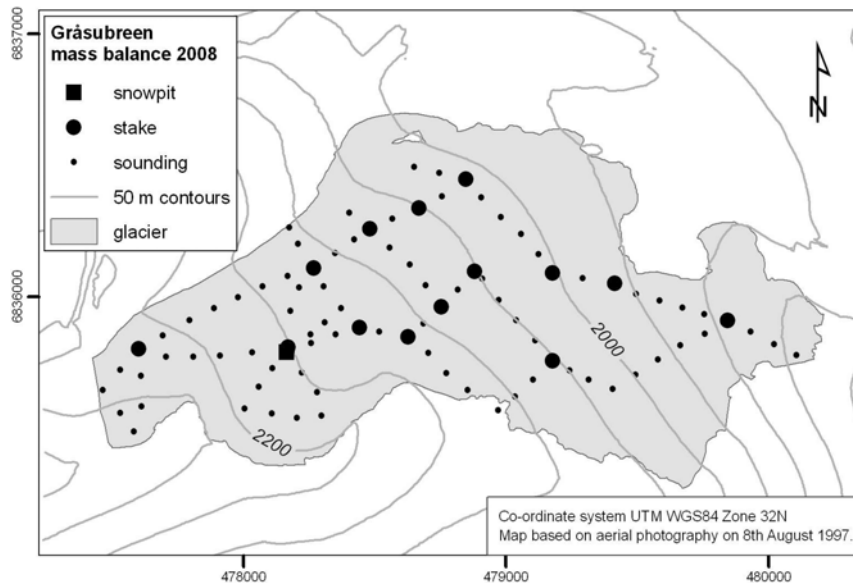 Gråsubreen
mass balance 2008
snowpit
stake
sounding
50 m contours
glacier
N
6837000
6836000
2000
2200
Co-ordinate system UTM WGS84 Zone 32N
Map based on aerial photography on 8th August 1997.
478000
479000
480000